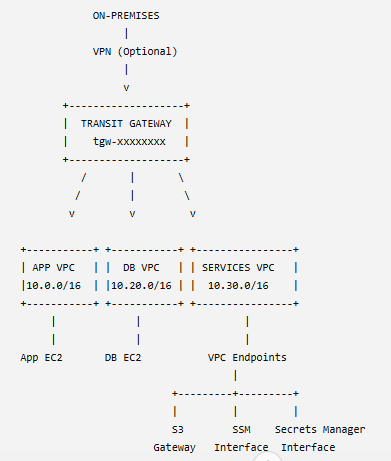 ON-PREMISES
|
VPN (Optional)
|
v
+-------------------+
| TRANSIT GATEWAY |
| tgw-xxxxxxxx |
+-------------------+
/ | \
/ | \
v v v
+-----------+ +-----------+ +----------------+
| APP VPC | | DB VPC | | SERVICES VPC |
|10.0.0/16 | |10.20.0/16 | | 10.30.0/16 |
+-----------+ +-----------+ +----------------+
| | |
| | |
App EC2 DB EC2 VPC Endpoints
|
+---------+---------+
| | |
S3 SSM Secrets Manager
Gateway Interface Interface